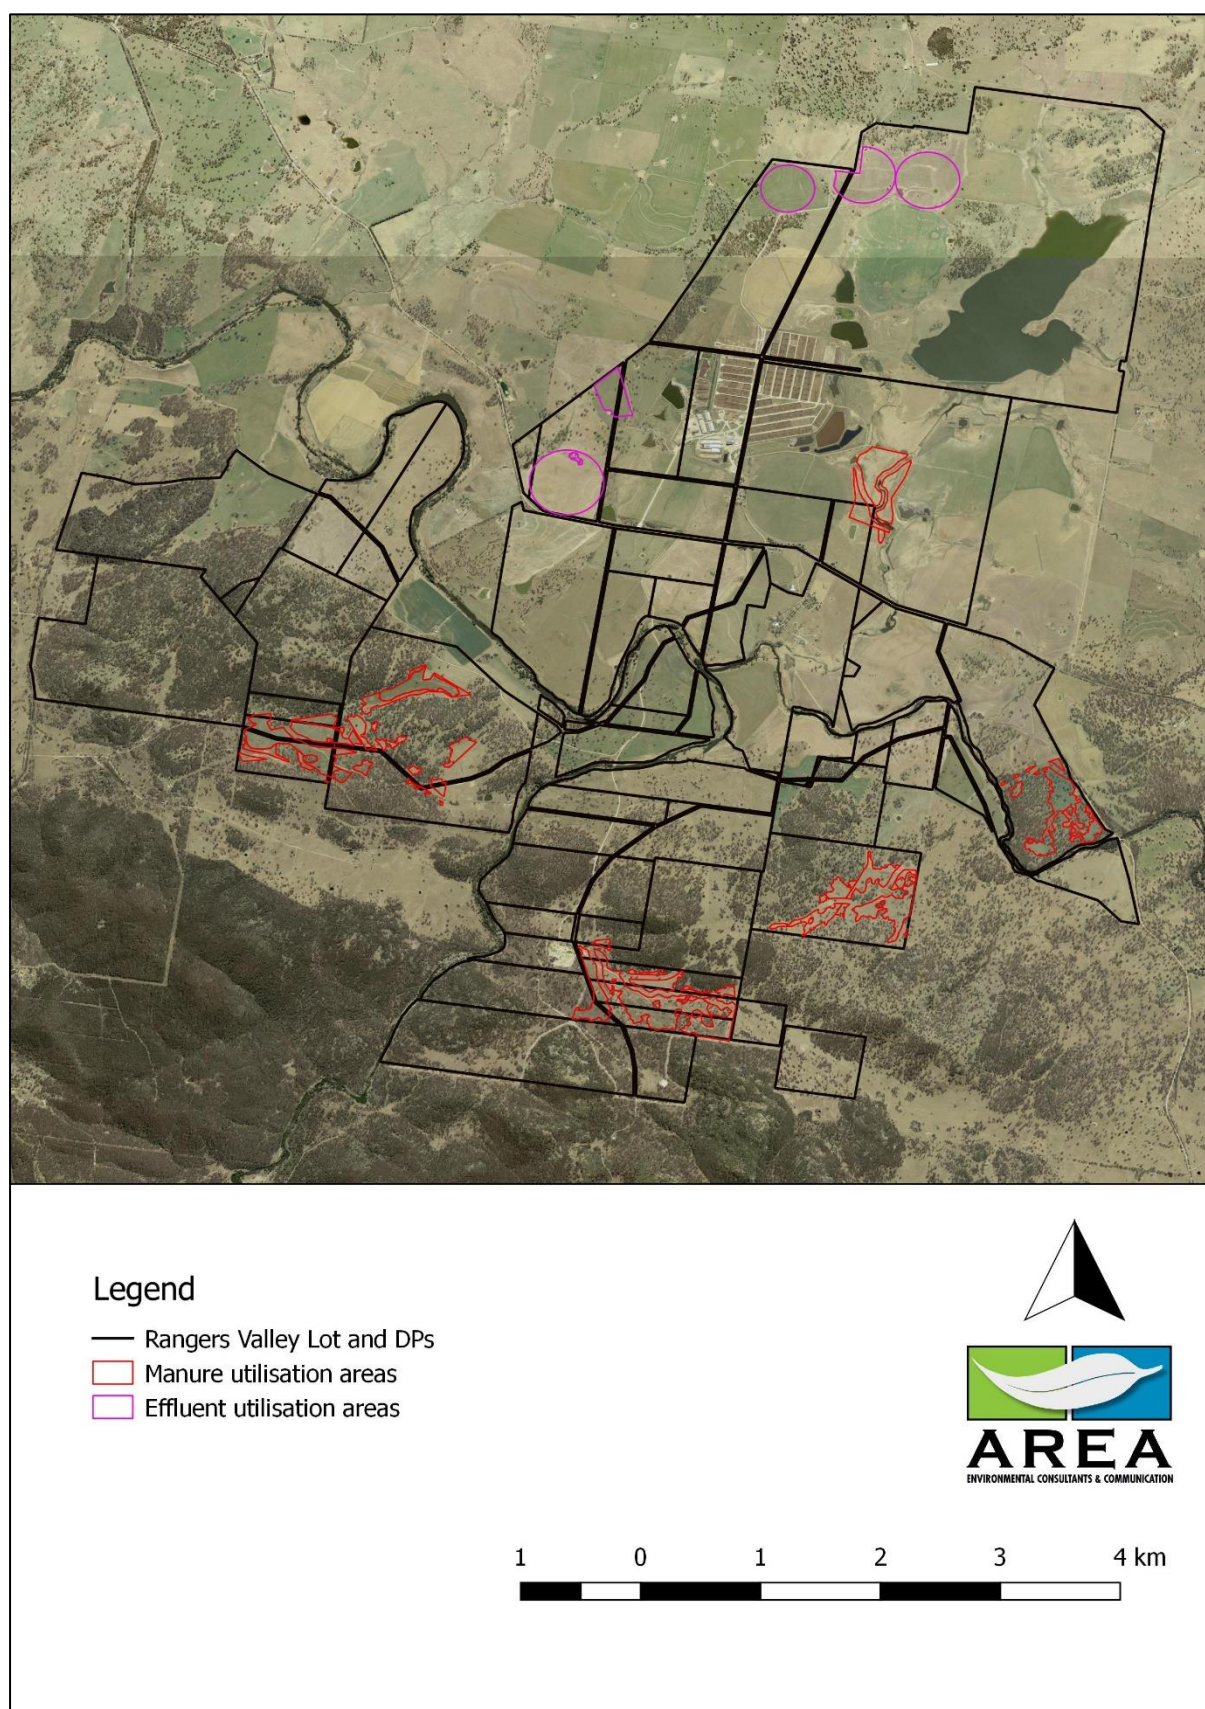 Legend
Rangers Valley Lot and DPs
Manure utilisation areas
Effluent utilisation areas
AREA
ENVIRONMENTAL CONSULTANTS & COMMUNICATION
1 0 1 2 3 4 km